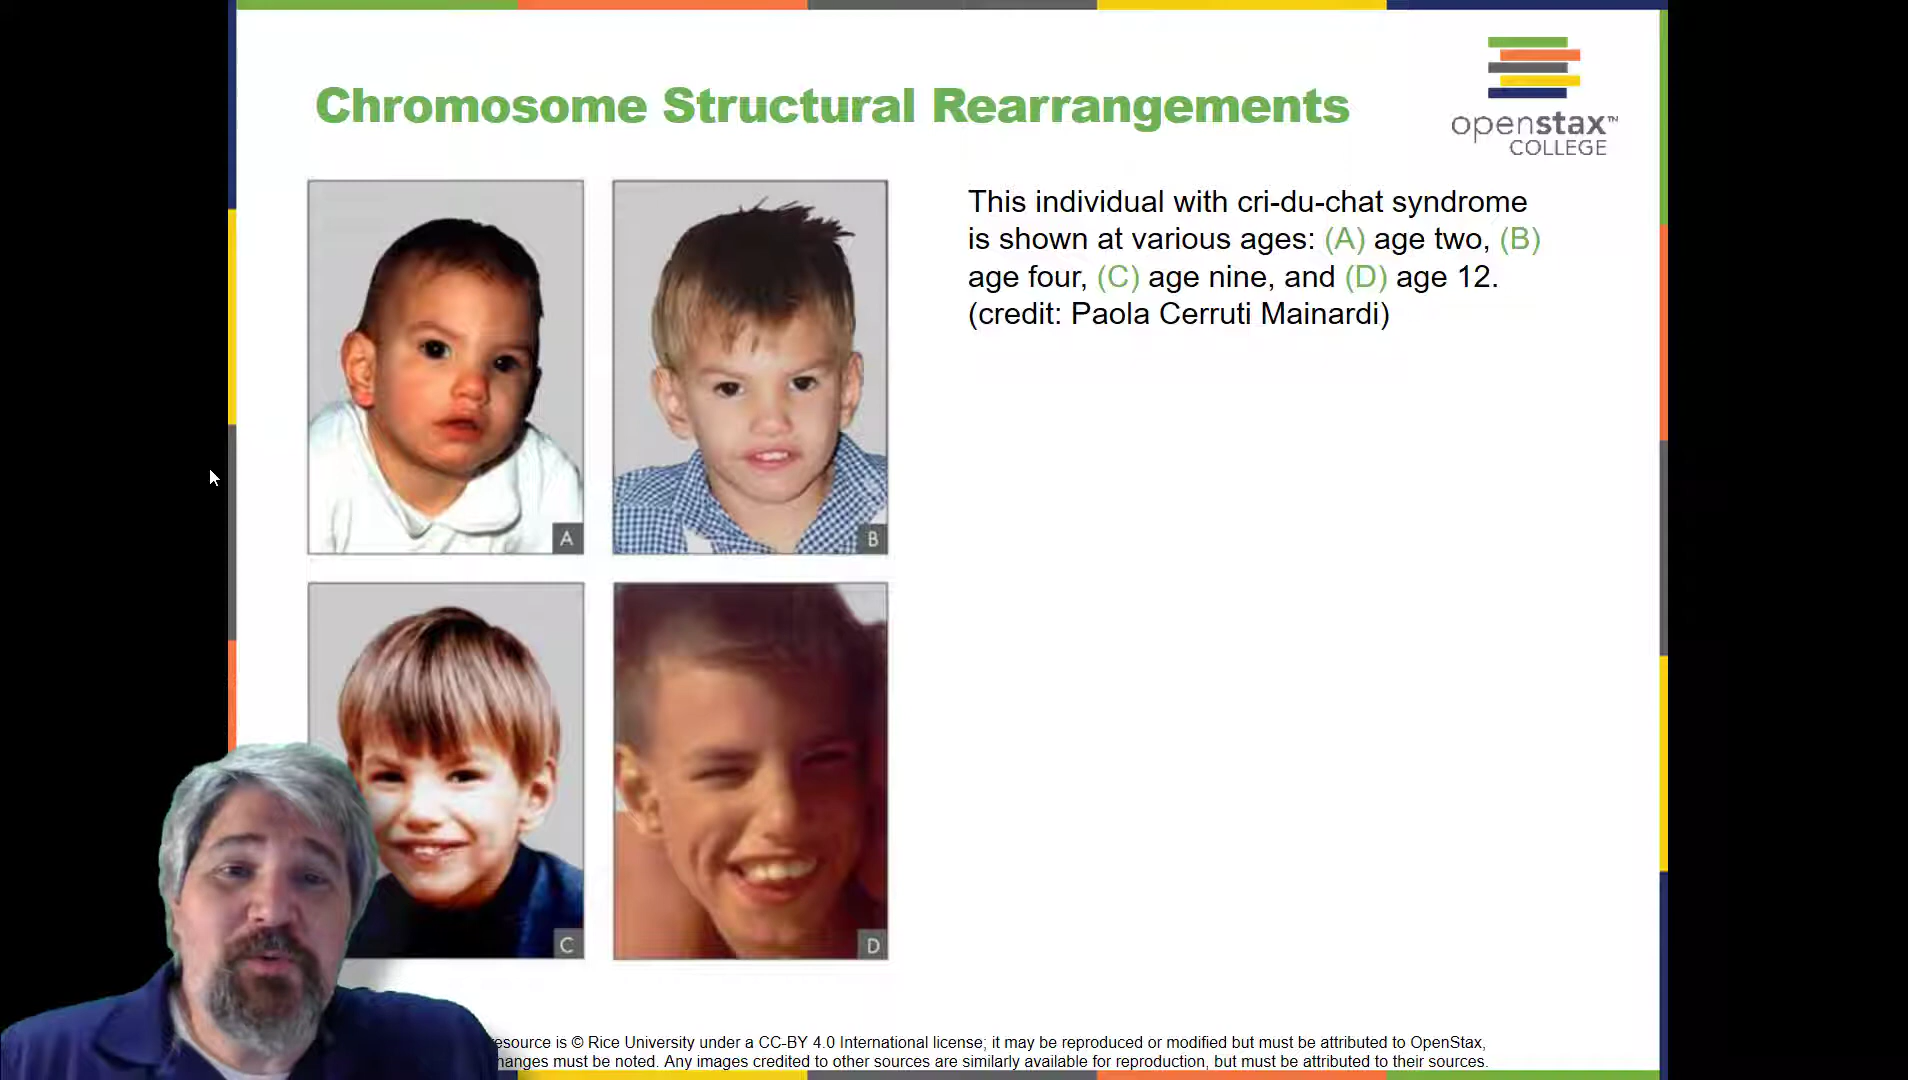 Chromosome Structural Rearrangements
openstax™
COLLEGE
This individual with cri-du-chat syndrome
is shown at various ages: (A) age two, (B)
age four, (C) age nine, and (D) age 12.
(credit: Paola Cerruti Mainardi)
A
B
C
D
resource is © Rice University under a CC-BY 4.0 International license; it may be reproduced or modified but must be attributed to OpenStax,
must be noted. Any images credited to other sources are similarly available for reproduction, but must be attributed to their sources.